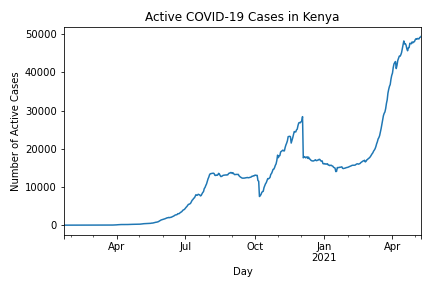 Active COVID-19 Cases in Kenya
50000
40000
30000
20000
10000
0
Number of Active Cases
Apr Jul Oct Jan Apr
2021
Day